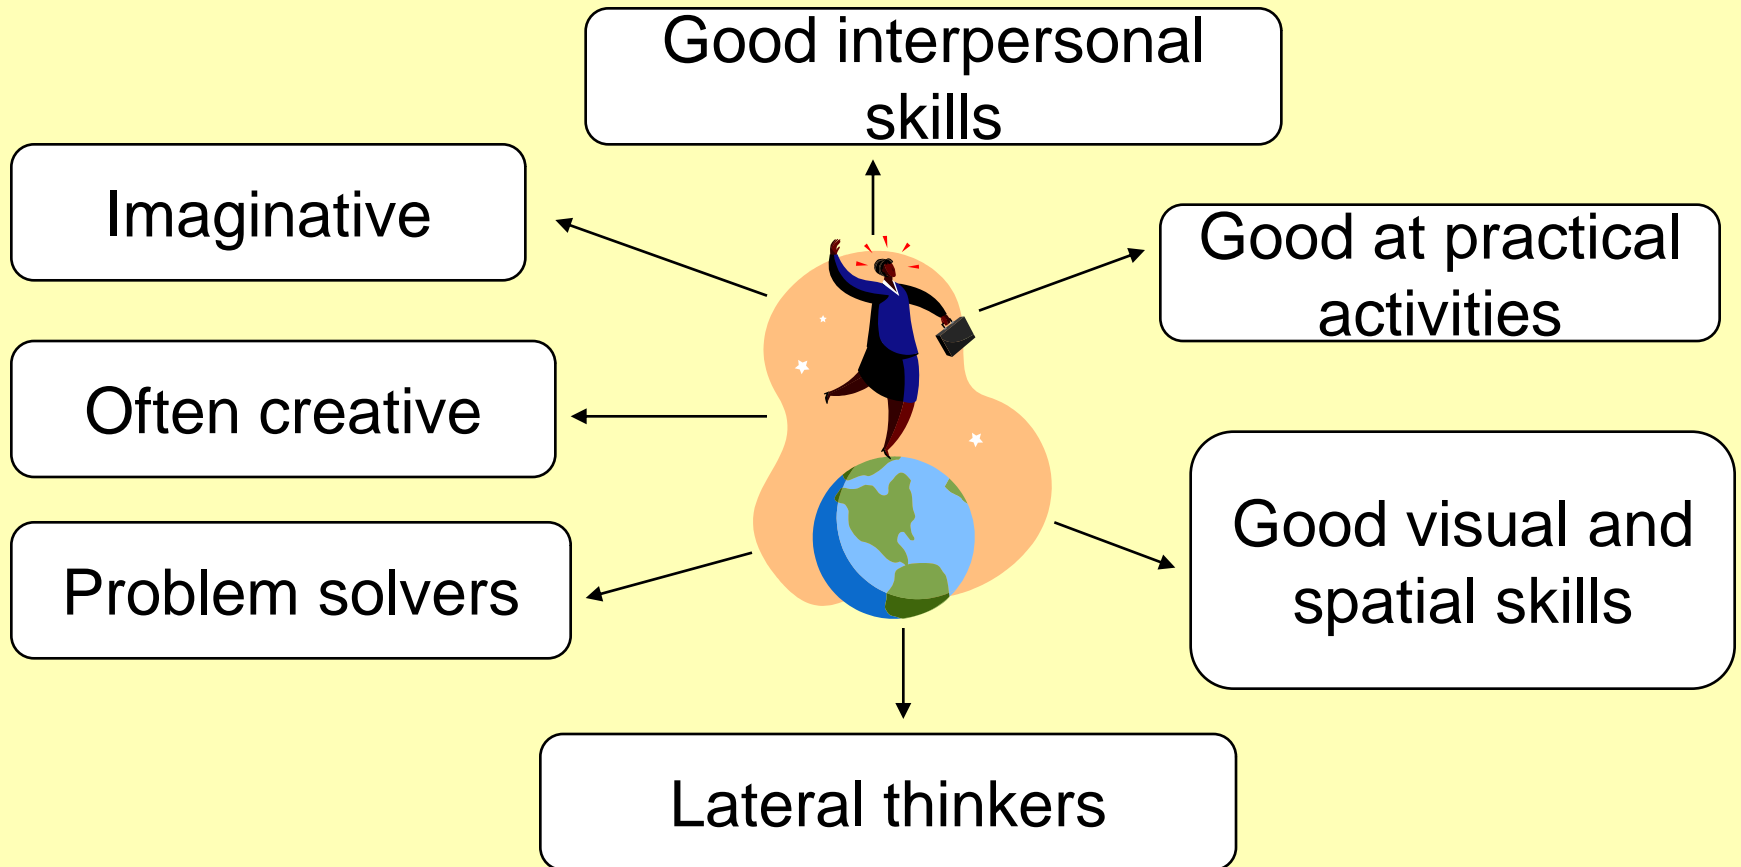 Good interpersonal
skills
Imaginative
Good at practical
activities
Often creative
Good visual and
spatial skills
Problem solvers
Lateral thinkers